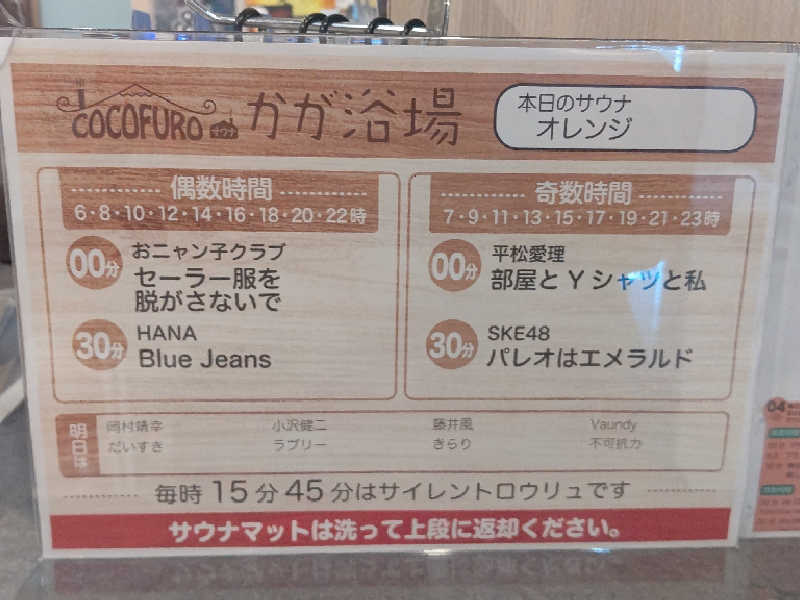 COCOFURO サウナ かが浴場
本日のサウナ
オレンジ
偶数時間
6・8・10・12・14・16・18・20・22時
00分
おニャン子クラブ
セーラー服を
脱がさないで
30分
HANA
Blue Jeans
奇数時間
7・9・11・13・15・17・19・21・23時
00分
平松愛理
部屋とYシャツと私
30分
SKE48
パレオはエメラルド
明日は
岡村靖幸
だいすき
小沢健二
ラブリー
藤井風
きらり
Vaundy
不可抗力
毎時15分45分はサイレントロウリュです
サウナマットは洗って上段に返却ください。
04